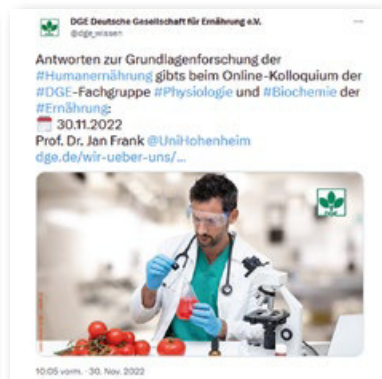 DGE Deutsche Gesellschaft für Ernährung e.V.
@dge_wissen
Antworten zur Grundlagenforschung der
#Humanernährung gibts beim Online-Kolloquium der
#DGE-Fachgruppe #Physiologie und #Biochemie der
#Ernährung:
30.11.2022
Prof. Dr. Jan Frank @UniHohenheim
dge.de/wir-ueber-uns/...
DGE
10:05 vorm. · 30. Nov. 2022